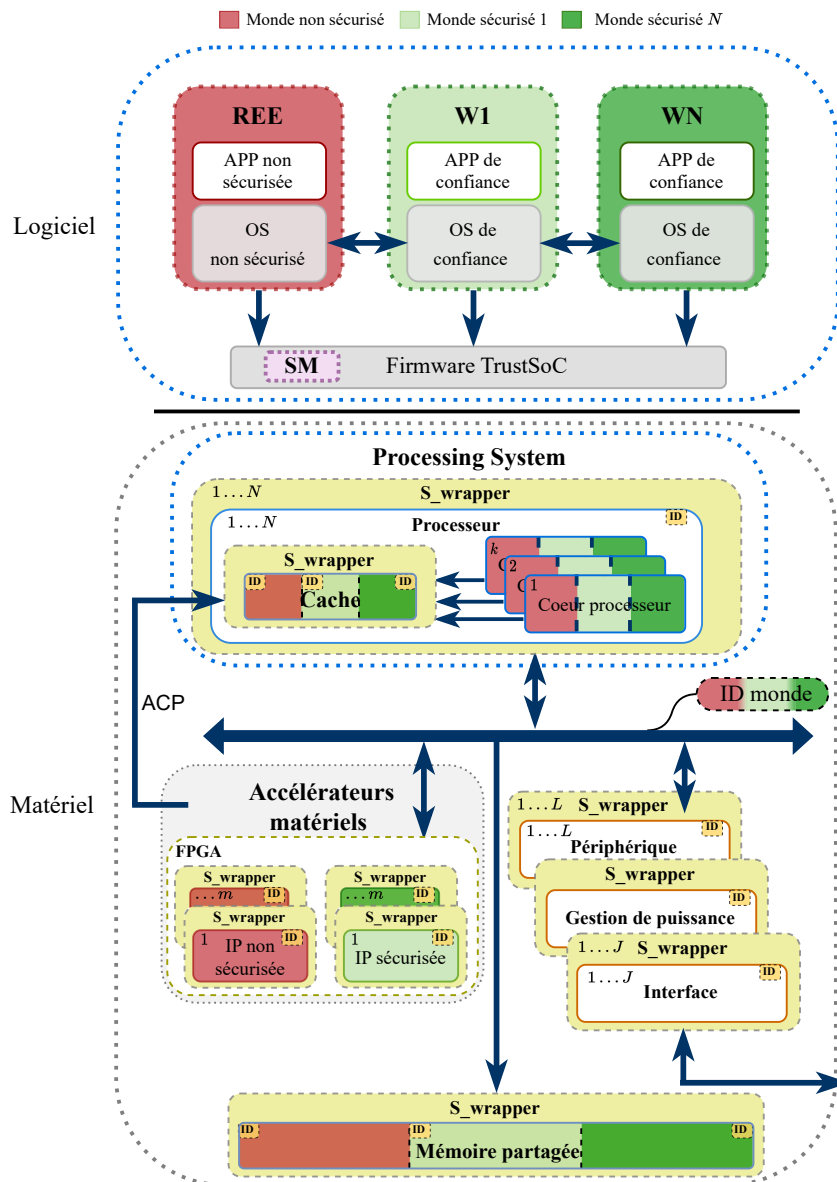 Monde non sécurisé Monde sécurisé 1 Monde sécurisé N
REE
W1
WN
APP non
sécurisée
APP de
confiance
APP de
confiance
Logiciel
OS
non sécurisé
OS de
confiance
OS de
confiance
SM
Firmware TrustSoC
Processing System
1...N
S_wrapper
1...N
Processeur
ID
S_wrapper
ID
ID
ID
Cache
k
C
2
C
1
Coeur processeur
ACP
ID monde
Matériel
Accélérateurs
matériels
FPGA
S_wrapper
...m
ID
S_wrapper
1
ID
IP non
sécurisée
S_wrapper
...m
ID
S_wrapper
1
ID
IP sécurisée
1...L
S_wrapper
1...L
ID
Périphérique
S_wrapper
ID
Gestion de puissance
1...J
S_wrapper
1...J
ID
Interface
S_wrapper
ID
ID
ID
Mémoire partagée